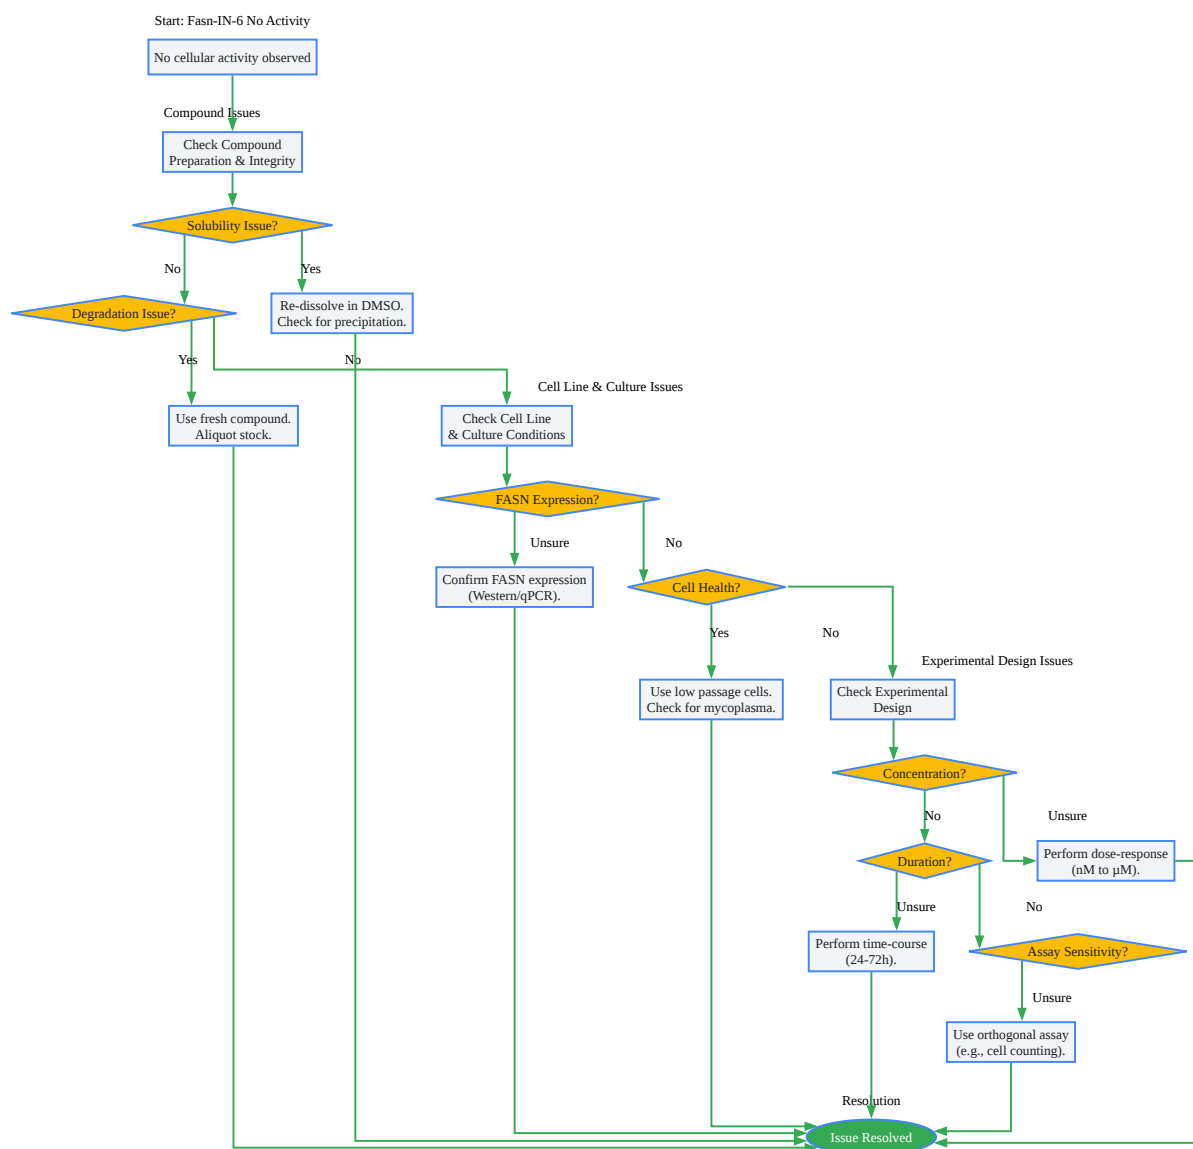 Start: Fasn-IN-6 No Activity
No cellular activity observed
Compound Issues
Check Compound
Preparation & Integrity
Solubility Issue?
No
Yes
Degradation Issue?
Re-dissolve in DMSO.
Check for precipitation.
Yes
No
Cell Line & Culture Issues
Use fresh compound.
Aliquot stock.
Check Cell Line
& Culture Conditions
FASN Expression?
Unsure
No
Confirm FASN expression
(Western/qPCR).
Cell Health?
Yes
No
Experimental Design Issues
Use low passage cells.
Check for mycoplasma.
Check Experimental
Design
Concentration?
No
Unsure
Duration?
Perform dose-response
(nM to µM).
Unsure
No
Perform time-course
(24-72h).
Assay Sensitivity?
Unsure
Use orthogonal assay
(e.g., cell counting).
Resolution
Issue Resolved